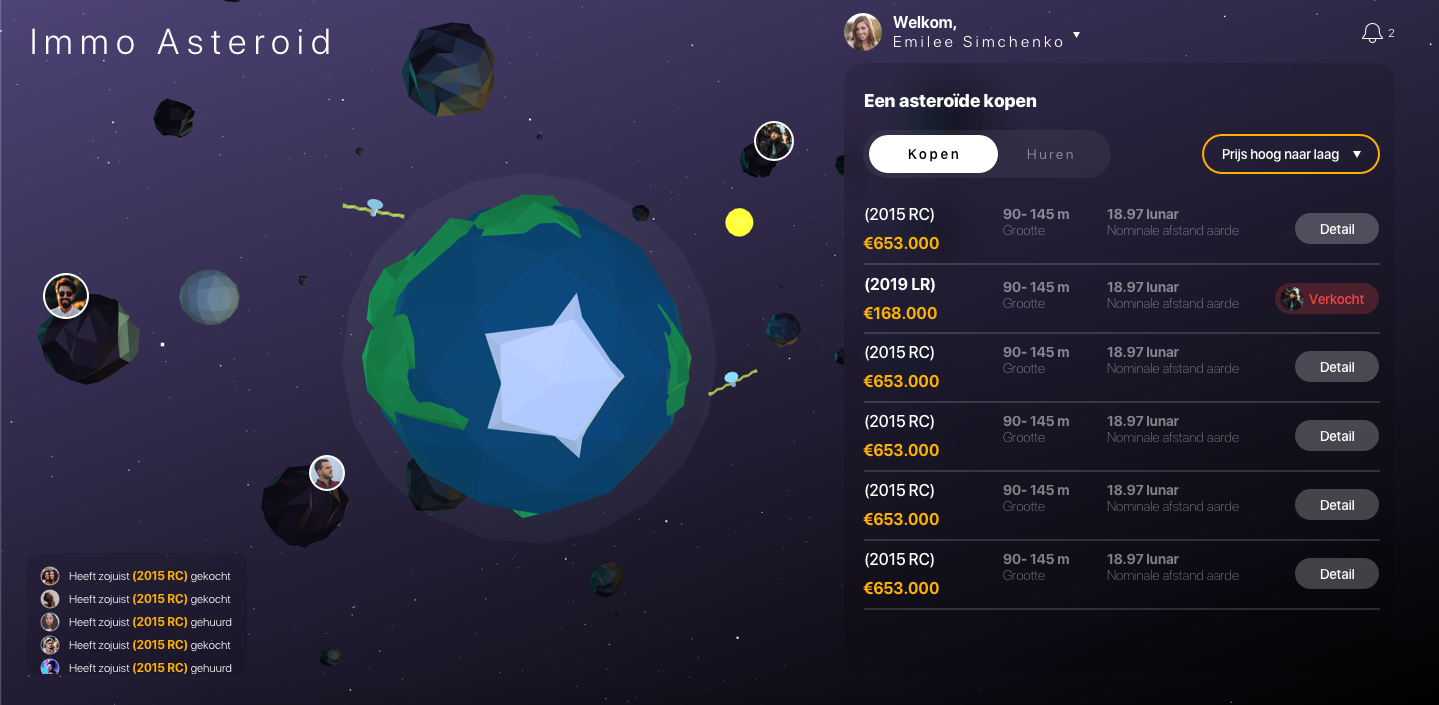 Immo Asteroid
Welkom,
Emilee Simchenko
2
Een asteroïde kopen
Kopen
Huren
Prijs hoog naar laag
(2015 RC)
€653.000
90- 145 m
Grootte
18.97 lunar
Nominale afstand aarde
Detail
(2019 LR)
€168.000
90- 145 m
Grootte
18.97 lunar
Nominale afstand aarde
Verkocht
(2015 RC)
€653.000
90- 145 m
Grootte
18.97 lunar
Nominale afstand aarde
Detail
(2015 RC)
€653.000
90- 145 m
Grootte
18.97 lunar
Nominale afstand aarde
Detail
(2015 RC)
€653.000
90- 145 m
Grootte
18.97 lunar
Nominale afstand aarde
Detail
(2015 RC)
€653.000
90- 145 m
Grootte
18.97 lunar
Nominale afstand aarde
Detail
Heeft zojuist (2015 RC) gekocht
Heeft zojuist (2015 RC) gekocht
Heeft zojuist (2015 RC) gehuurd
Heeft zojuist (2015 RC) gekocht
Heeft zojuist (2015 RC) gehuurd